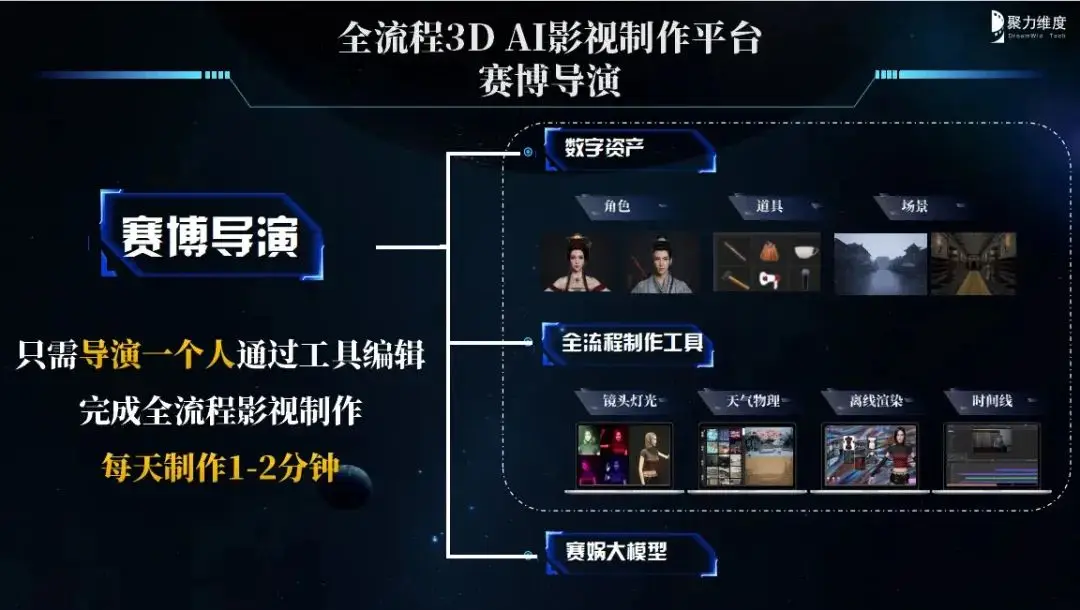 聚力维度
DreamWld Tech
全流程3D AI影视制作平台
赛博导演
赛博导演
只需导演一个人通过工具编辑
完成全流程影视制作
每天制作1-2分钟
数字资产
角色
道具
场景
全流程制作工具
镜头灯光
天气物理
离线渲染
时间线
赛娲大模型